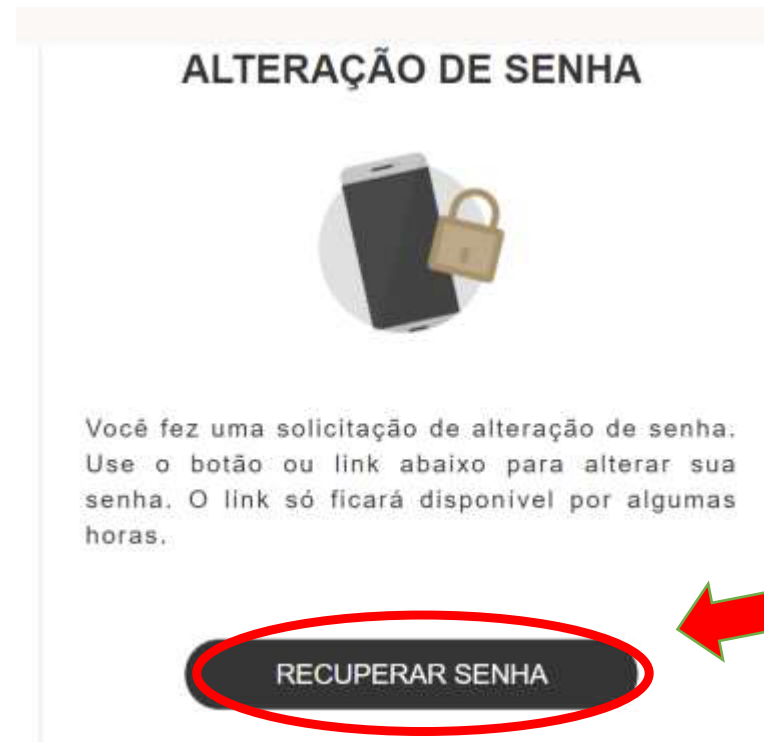 ALTERAÇÃO DE SENHA
Você fez uma solicitação de alteração de senha.
Use o botão ou link abaixo para alterar sua
senha. O link só ficará disponível por algumas
horas.
RECUPERAR SENHA